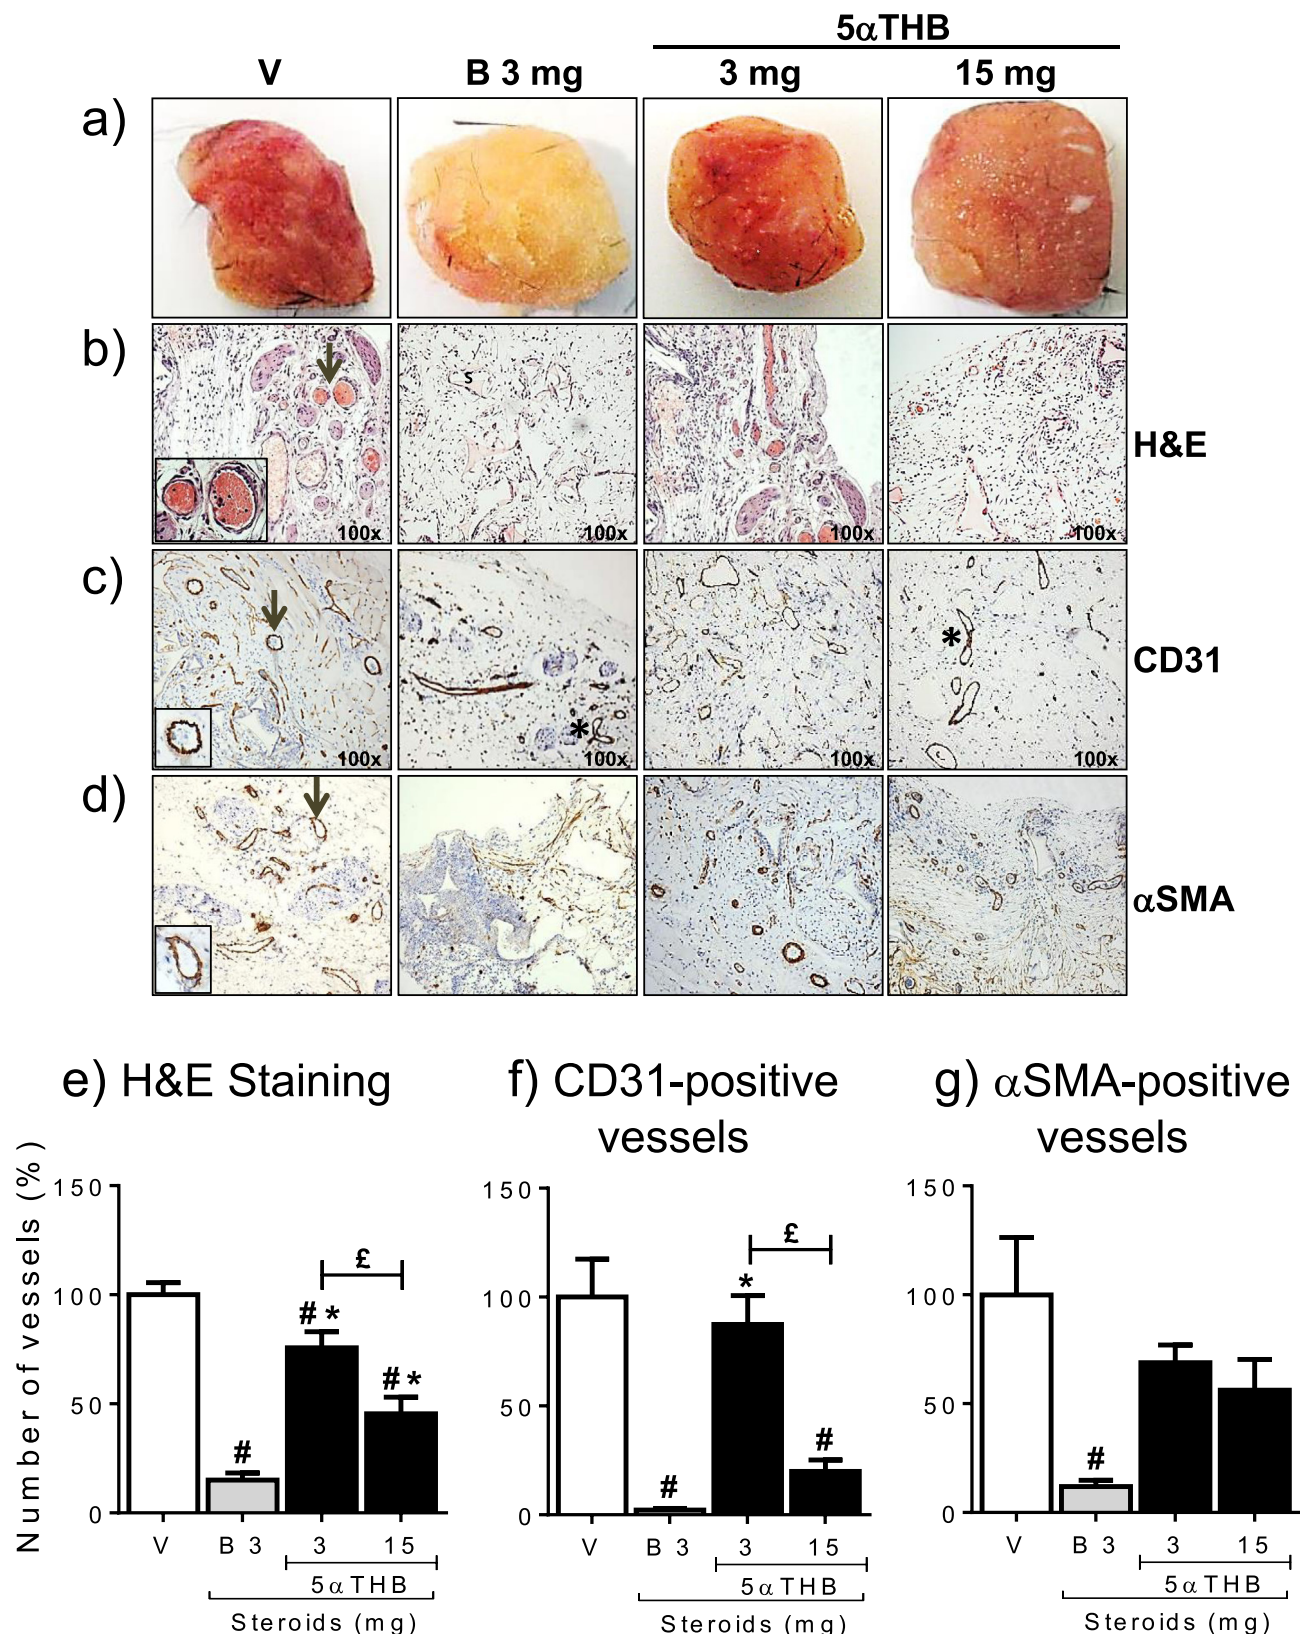 5αTHB
V B 3 mg 3 mg 15 mg
a)
b)
s
100x 100x 100x 100x
H&E
c)
*
*
100x 100x 100x
CD31
d)
αSMA
e) H&E Staining
f) CD31-positive
vessels
g) αSMA-positive
vessels
Number of vessels (%)
150
100
50
0
£
# *
# *
#
V B 3 3 15
5αTHB
Steroids (mg)
150
100
50
0
£
*
#
#
V B 3 3 15
5αTHB
Steroids (mg)
150
100
50
0
#
V B 3 3 15
5αTHB
Steroids (mg)